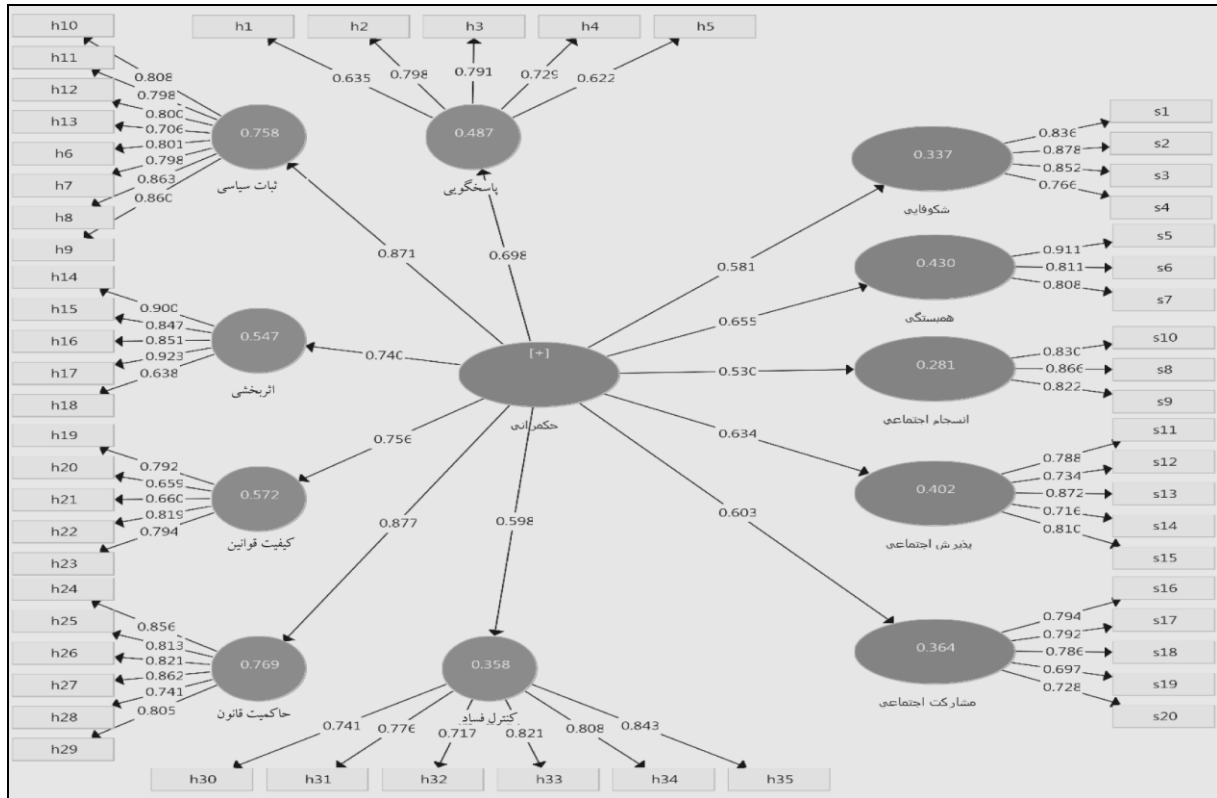 h10
h11
h12
h13
h6
h7
h8
h9
0.808
0.798
0.800
0.706
0.801
0.798
0.863
0.860
0.758
ثبات سیاسی
h1
h2
h3
h4
h5
0.635
0.798
0.791
0.729
0.622
0.487
پاسخگویی
s1
s2
s3
s4
0.836
0.878
0.852
0.766
0.337
شکوفایی
s5
s6
s7
0.911
0.811
0.808
0.430
همبستگی
s10
s8
s9
0.830
0.866
0.822
0.281
انسجام اجتماعی
s11
s12
s13
s14
s15
0.788
0.734
0.872
0.716
0.810
0.402
پذیرش اجتماعی
s16
s17
s18
s19
s20
0.794
0.792
0.786
0.697
0.728
0.364
مشارکت اجتماعی
h14
h15
h16
h17
h18
0.900
0.847
0.851
0.923
0.638
0.547
اثربخشی
h19
h20
h21
h22
h23
0.792
0.659
0.660
0.819
0.794
0.572
کیفیت قوانین
h24
h25
h26
h27
h28
h29
0.856
0.813
0.821
0.862
0.741
0.805
0.769
حاکمیت قانون
0.358
کنترل فساد
0.741
0.776
0.717
0.821
0.808
0.843
h30
h31
h32
h33
h34
h35
[+]
حکمرانی
0.871
0.698
0.581
0.655
0.740
0.530
0.756
0.634
0.877
0.598
0.603